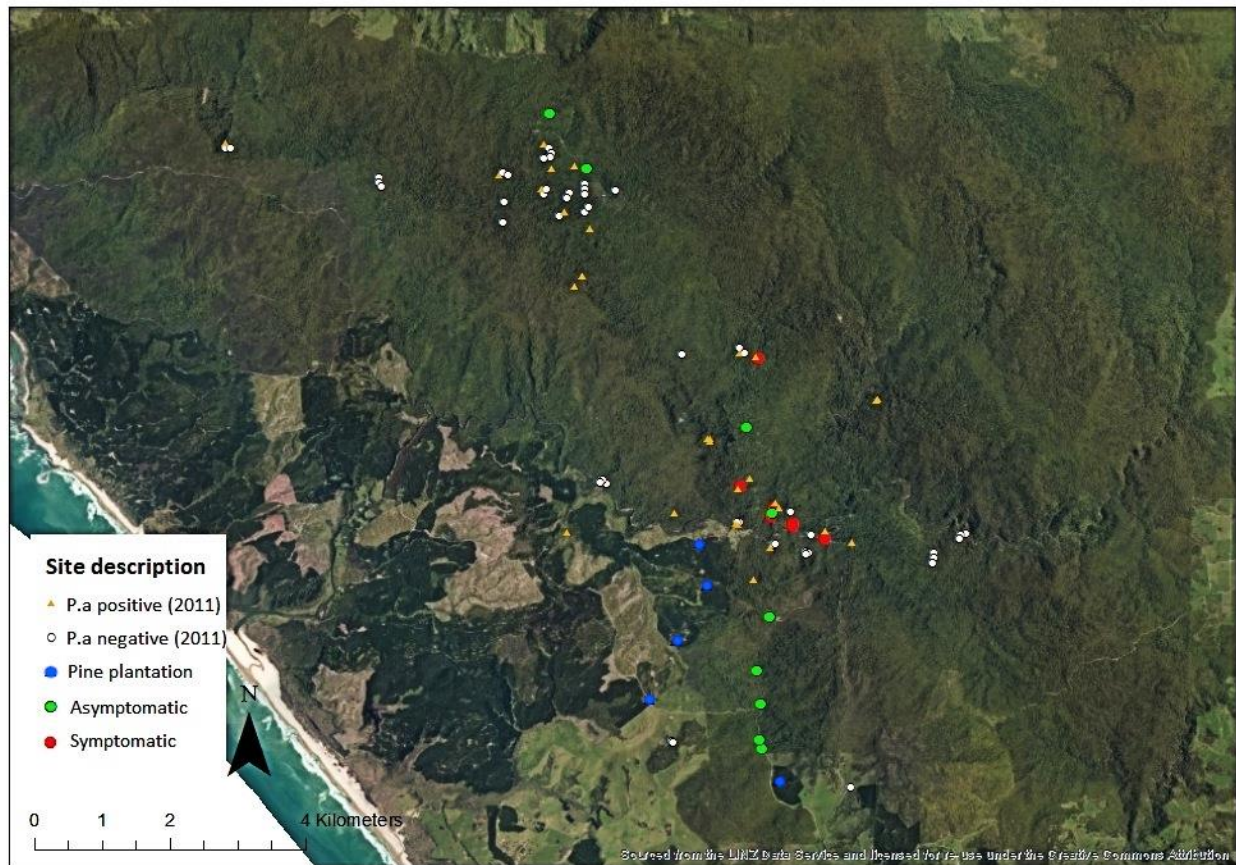 Site description
P.a positive (2011)
P.a negative (2011)
Pine plantation
Asymptomatic
Symptomatic
N
0 1 2 4 Kilometers
Sourced from the LINZ Data Service and licensed for re-use under the Creative Commons Attribution